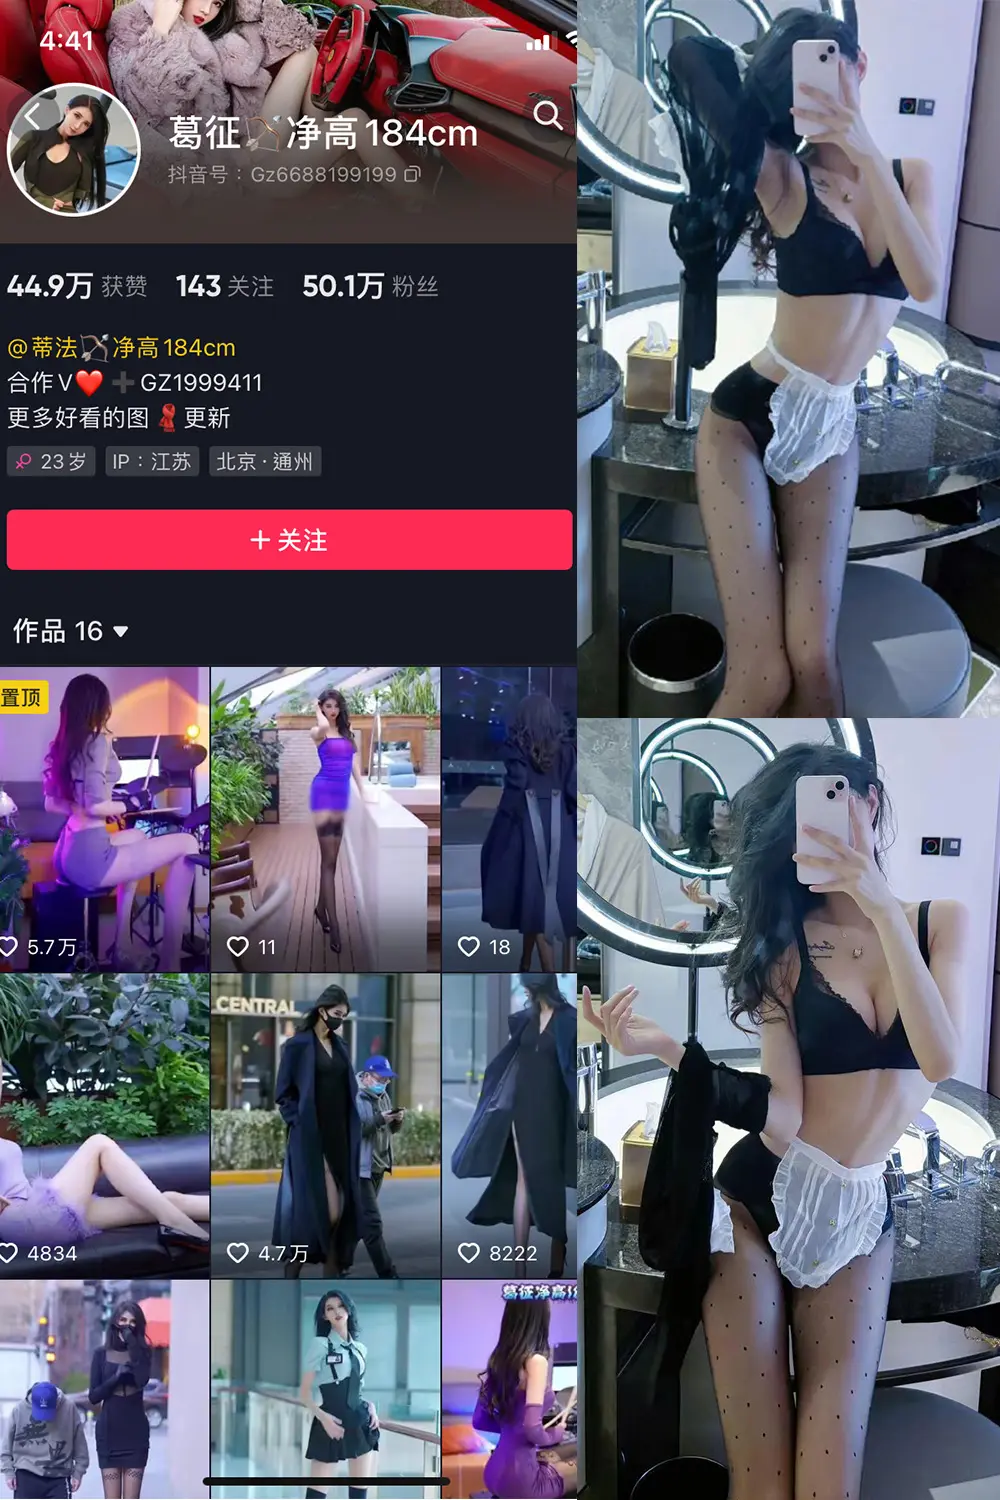 4:41
葛征🏹净高184cm
抖音号：Gz6688199199
44.9万 获赞 143 关注 50.1万 粉丝
@蒂法🏹净高184cm
合作V❤️➕GZ1999411
更多好看的图🧣更新
23岁 IP：江苏 北京·通州
+ 关注
作品 16
置顶
5.7万 11 18
CENTRAL
4834 4.7万 8222
葛征净高